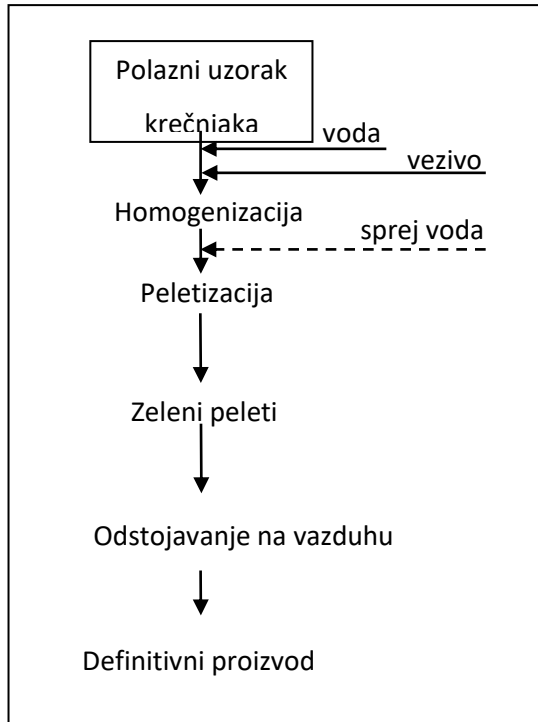 Polazni uzorak
krečnjaka
voda
vezivo
Homogenizacija
sprej voda
Peletizacija
Zeleni peleti
Odstojavanje na vazduhu
Definitivni proizvod